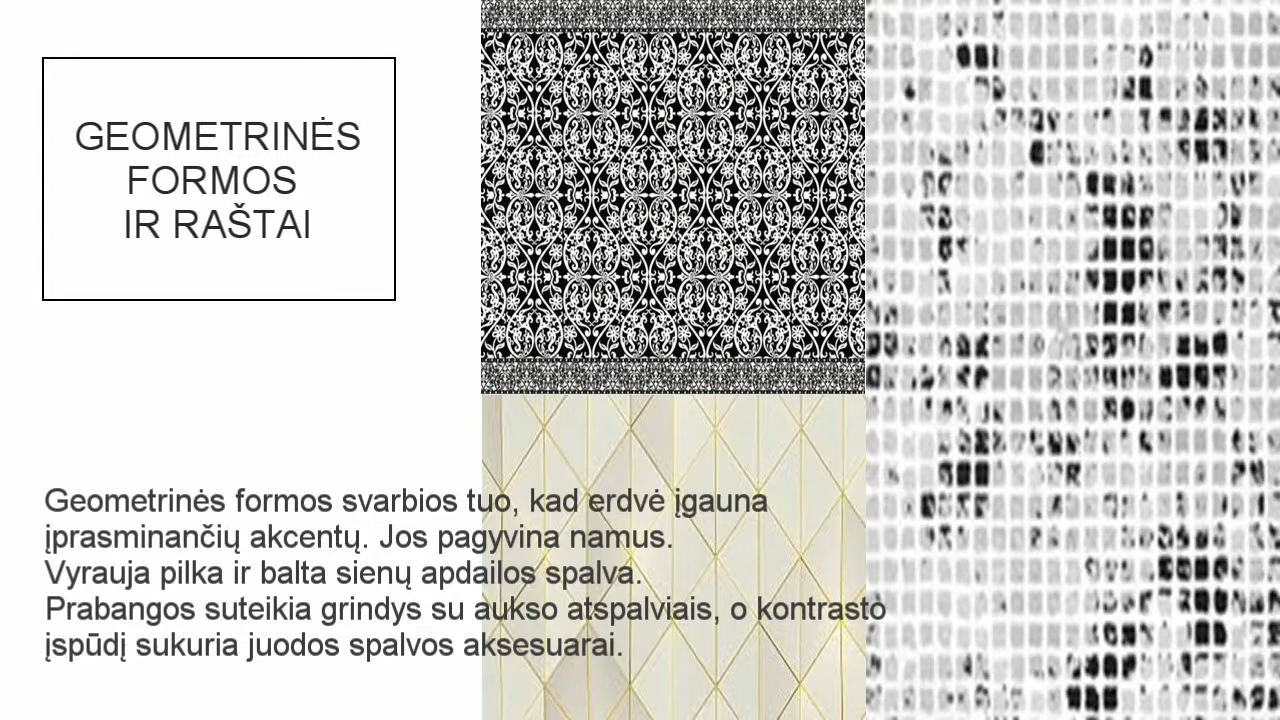 GEOMETRINĖS
FORMOS
IR RAŠTAI
Geometrinės formos svarbios tuo, kad erdvė įgauna
įprasminančių akcentų. Jos pagyvina namus.
Vyrauja pilka ir balta sienų apdailos spalva.
Prabangos suteikia grindys su aukso atspalviais, o kontrasto
įspūdį sukuria juodos spalvos aksesuarai.